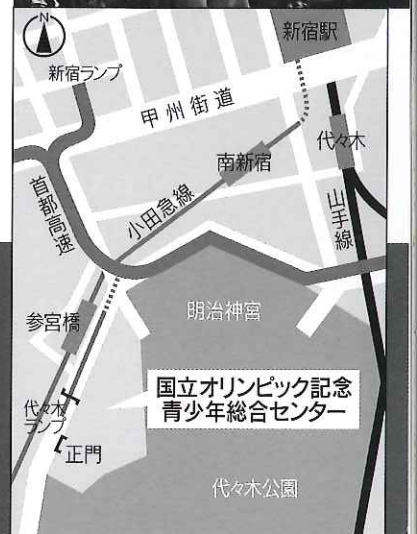 N
新宿駅
新宿ランプ
甲州街道
代々木
南新宿
首都高速
小田急線
山手線
参宮橋
明治神宮
代々木
ランプ
国立オリンピック記念
青少年総合センター
正門
代々木公園